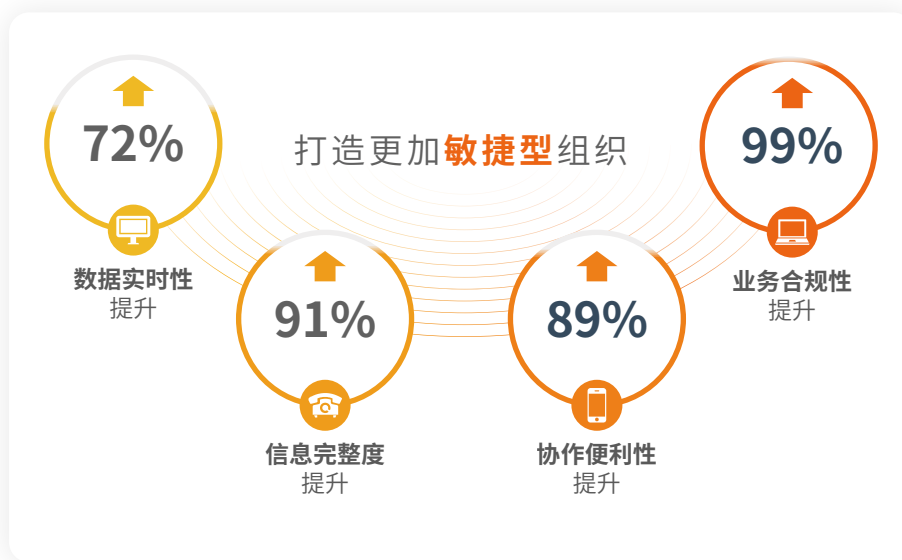 打造更加敏捷型组织
72%
数据实时性
提升
91%
信息完整度
提升
89%
协作便利性
提升
99%
业务合规性
提升